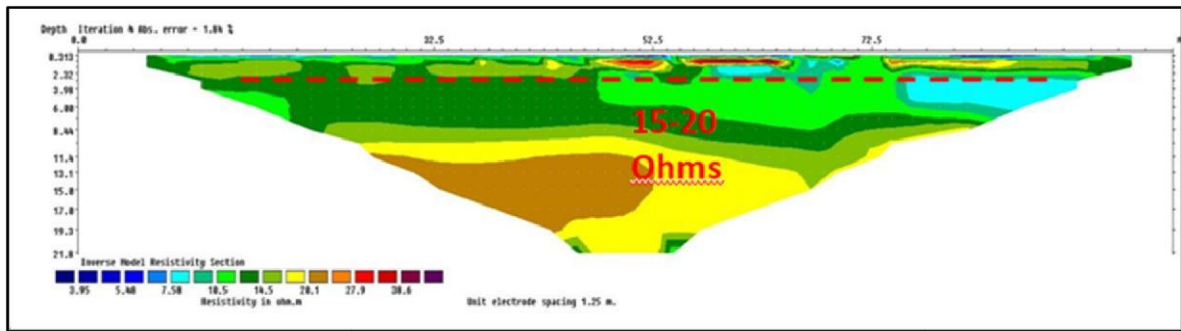 Depth Iteration 4 Abs. error = 1.84 %
0.0 32.5 52.5 72.5 m
0.313
2.32
3.98
6.00
8.44
11.4
13.1
15.0
17.0
19.3
21.8
15-20
Ohms
Inverse Model Resistivity Section
3.95 5.48 7.58 10.5 14.5 20.1 27.9 38.6
Resistivity in ohm.m Unit electrode spacing 1.25 m.